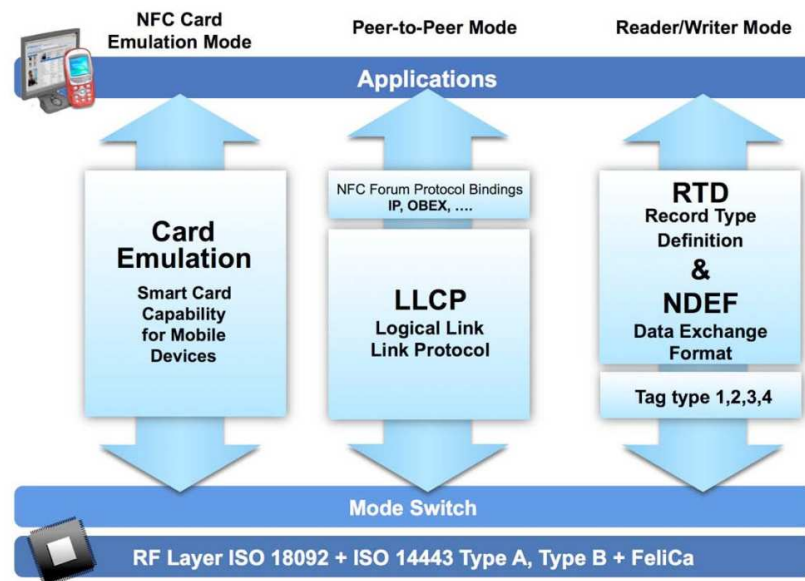 NFC Card
Emulation Mode
Peer-to-Peer Mode
Reader/Writer Mode
Applications
Card
Emulation
Smart Card
Capability
for Mobile
Devices
NFC Forum Protocol Bindings
IP, OBEX, ....
LLCP
Logical Link
Link Protocol
RTD
Record Type
Definition
&
NDEF
Data Exchange
Format
Tag type 1,2,3,4
Mode Switch
RF Layer ISO 18092 + ISO 14443 Type A, Type B + FeliCa